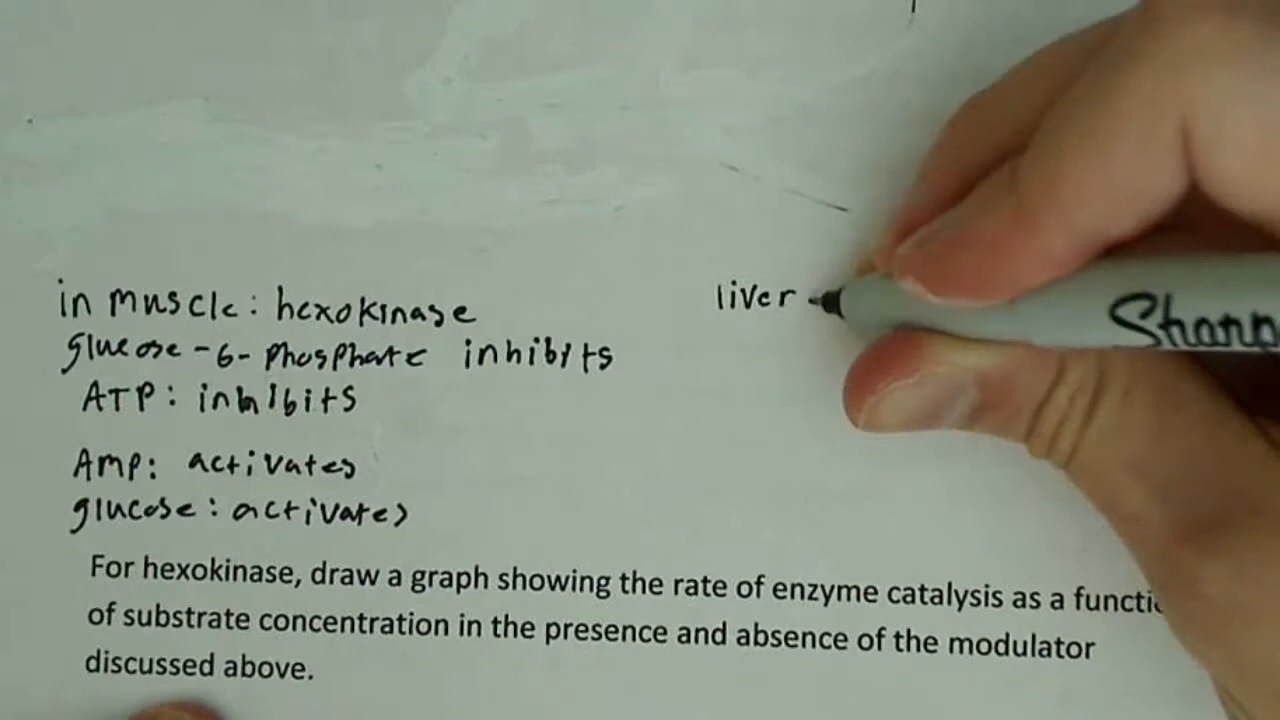 in muscle: hexokinase
liver
glucose-6-phosphate inhibits
ATP: inhibits
Amp: activates
glucose: activates
For hexokinase, draw a graph showing the rate of enzyme catalysis as a functi
of substrate concentration in the presence and absence of the modulator
discussed above.
Sharp